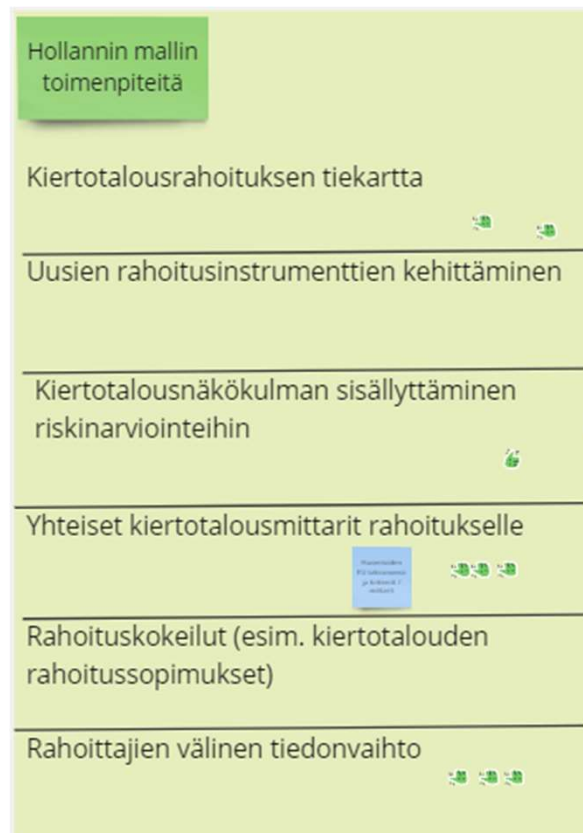 Hollannin mallin
toimenpiteitä
Kiertotalousrahoituksen tiekartta
Uusien rahoitusinstrumenttien kehittäminen
Kiertotalousnäkökulman sisällyttäminen
riskinarviointeihin
Yhteiset kiertotalousmittarit rahoitukselle
Rahoituskokeilut (esim. kiertotalouden
rahoitussopimukset)
Rahoittajien välinen tiedonvaihto